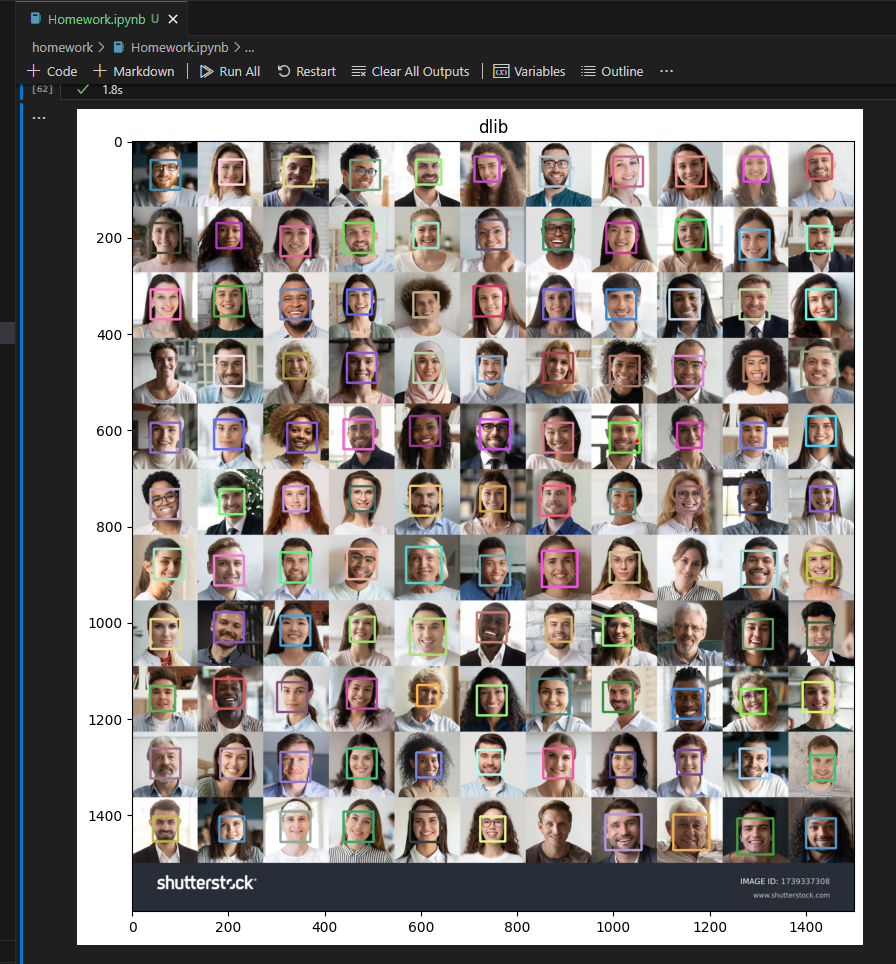 Homework.ipynb U ×
homework > Homework.ipynb > ...
+ Code + Markdown | Run All Restart Clear All Outputs | Variables Outline ...
[62] ✓ 1.8s
...
dlib
0
200
400
600
800
1000
1200
1400
shutterstock
IMAGE ID: 1739337308
www.shutterstock.com
0 200 400 600 800 1000 1200 1400